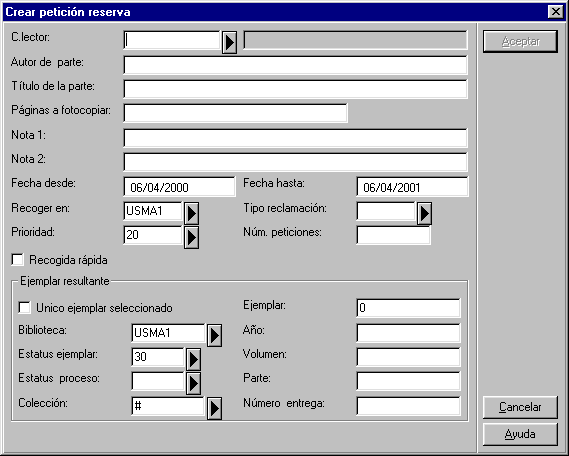 Crear petición reserva
C.lector:
Aceptar
Autor de parte:
Título de la parte:
Páginas a fotocopiar:
Nota 1:
Nota 2:
Fecha desde: 06/04/2000 Fecha hasta: 06/04/2001
Recoger en: USMA1 Tipo reclamación:
Prioridad: 20 Núm. peticiones:
Recogida rápida
Ejemplar resultante
Unico ejemplar seleccionado Ejemplar: 0
Biblioteca: USMA1 Año:
Estatus ejemplar: 30 Volumen:
Estatus proceso: Parte:
Colección: # Número entrega:
Cancelar
Ayuda